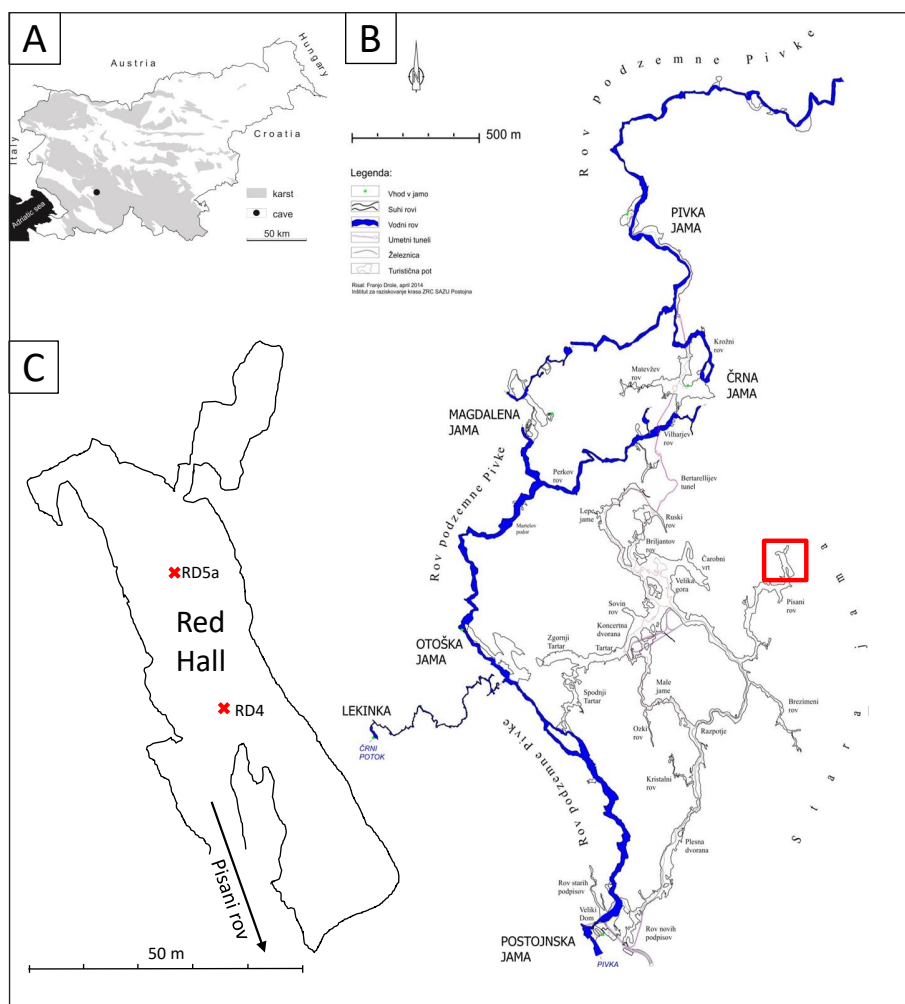 A
Austria
Hungary
Croatia
Italy
Adriatic sea
karst
cave
50 km
B
N
500 m
Legenda:
Vhod v jamo
Suhi rovi
Vodni rov
Umetni tuneli
Železnica
Turistična pot
Risal: Franjo Drole, april 2014
Inštitut za raziskovanje krasa ZRC SAZU Postojna
Rov podzemne Pivke
PIVKA
JAMA
Krožni
rov
Matevžev
rov
ČRNA
JAMA
MAGDALENA
JAMA
Vilharjev
rov
Perkov
rov
Bertarellijev
tunel
Rov podzemne Pivke
Martelov
podor
Lepe
jame
Ruski
rov
Briljantov
rov
Čarobni
vrt
Velika
gora
Pisani
rov
Sovin rov
Koncertna
dvorana
Zgornji
Tartar
Tartar
OTOŠKA
JAMA
Spodnji
Tartar
Male
jame
Brezimeni
rov
LEKINKA
ČRNI
POTOK
Ozki
rov
Razpotje
Rov podzemne Pivke
Kristalni
rov
Stara jama
Plesna
dvorana
Rov starih
podpisov
Veliki
Dom
Rov novih
podpisov
POSTOJNSKA
JAMA
PIVKA
C
RD5a
Red
Hall
RD4
Pisani rov
50 m